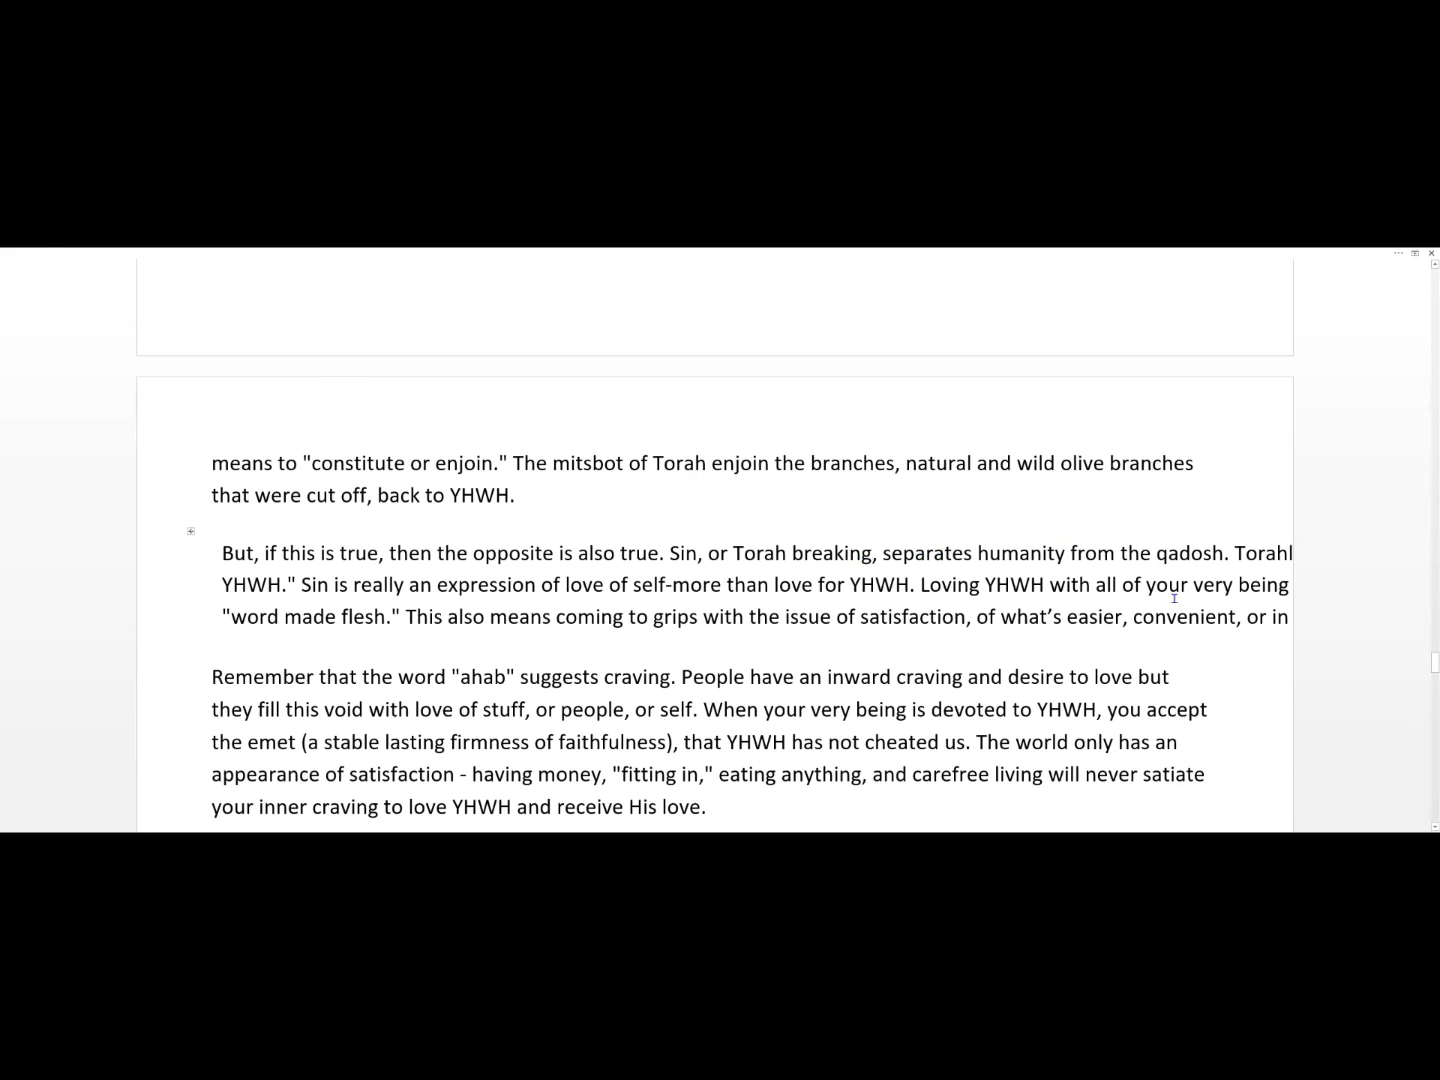 means to "constitute or enjoin." The mitsbot of Torah enjoin the branches, natural and wild olive branches
that were cut off, back to YHWH.
But, if this is true, then the opposite is also true. Sin, or Torah breaking, separates humanity from the qadosh. Torahl
YHWH." Sin is really an expression of love of self-more than love for YHWH. Loving YHWH with all of your very being
"word made flesh." This also means coming to grips with the issue of satisfaction, of what’s easier, convenient, or in
Remember that the word "ahab" suggests craving. People have an inward craving and desire to love but
they fill this void with love of stuff, or people, or self. When your very being is devoted to YHWH, you accept
the emet (a stable lasting firmness of faithfulness), that YHWH has not cheated us. The world only has an
appearance of satisfaction - having money, "fitting in," eating anything, and carefree living will never satiate
your inner craving to love YHWH and receive His love.